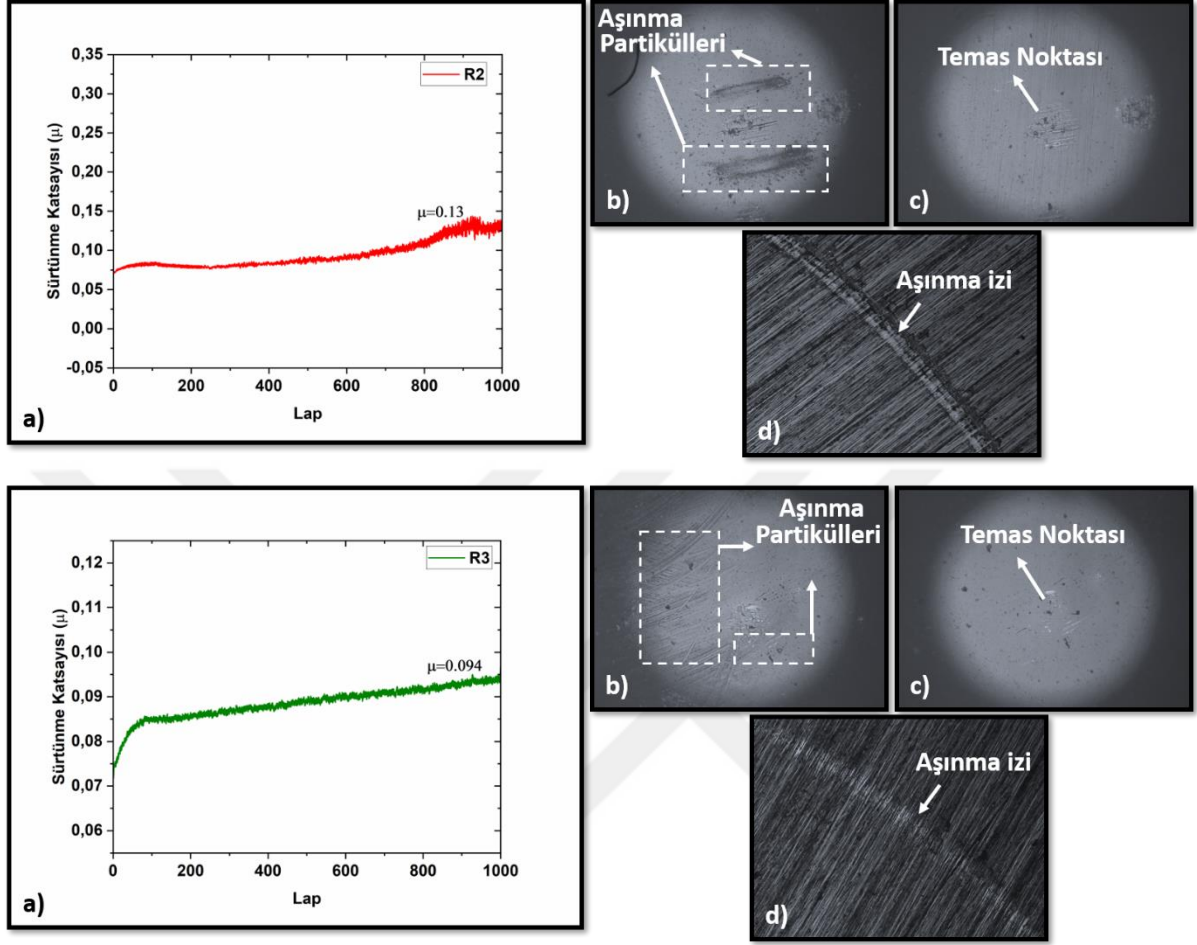 0,35
0,30
0,25
0,20
0,15
0,10
0,05
0,00
-0,05
Sürtünme Katsayısı (μ)
R2
μ=0.13
0
200
400
600
800
1000
Lap
a)
Aşınma
Partikülleri
b)
Temas Noktası
c)
Aşınma izi
d)
0,12
0,11
0,10
0,09
0,08
0,07
0,06
Sürtünme Katsayısı (μ)
R3
μ=0.094
0
200
400
600
800
1000
Lap
a)
Aşınma
Partikülleri
b)
Temas Noktası
c)
Aşınma izi
d)